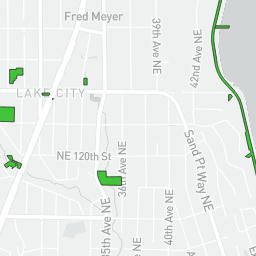 Fred Meyer
39th Ave NE
42nd Ave NE
LAKE CITY
Sand Pt Way NE
NE 120th St
36th Ave NE
35th Ave NE
40th Ave NE